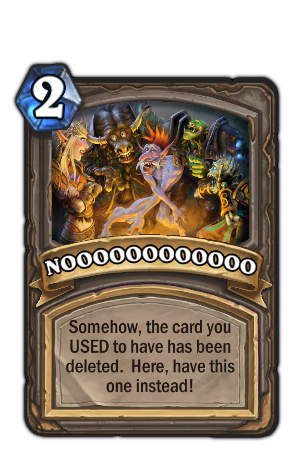 2
NOOOOOOOOOOOO
Somehow, the card you
USED to have has been
deleted. Here, have this
one instead!